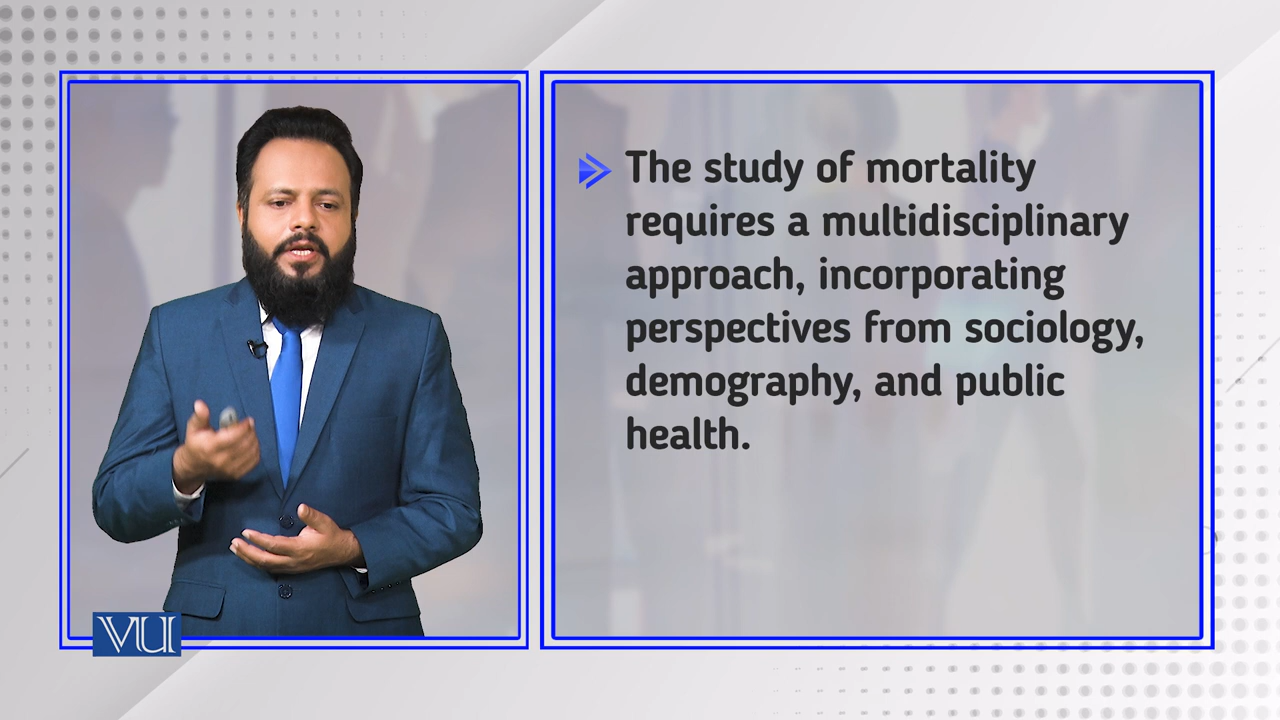 The study of mortality
requires a multidisciplinary
approach, incorporating
perspectives from sociology,
demography, and public
health.
VU